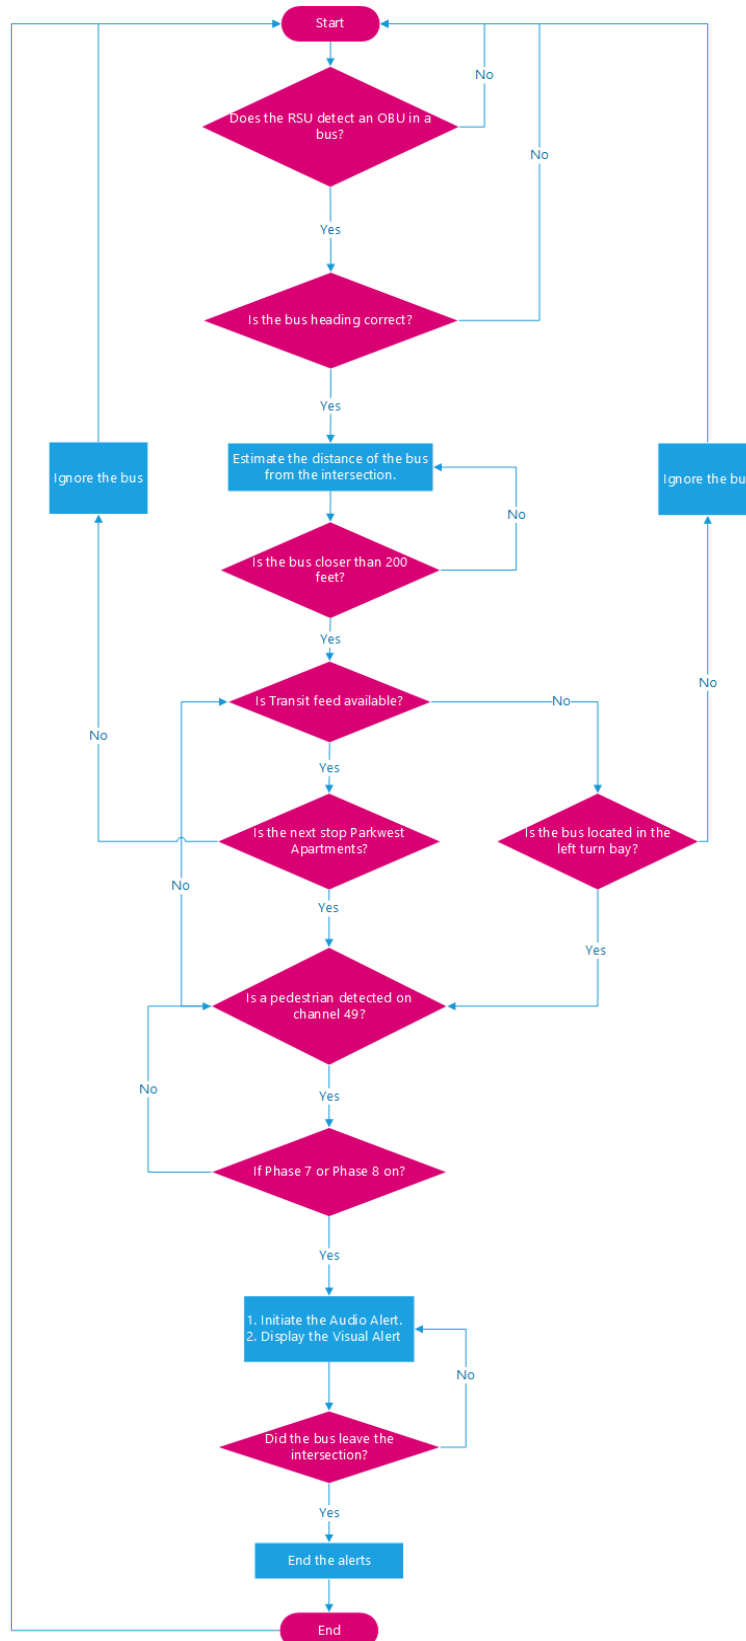 Start
No
Does the RSU detect an OBU in a
bus?
No
Yes
Is the bus heading correct?
Yes
Ignore the bus
Estimate the distance of the bus
from the intersection.
Ignore the bu
No
Is the bus closer than 200
feet?
Yes
No
Is Transit feed available?
No
No
Yes
Is the next stop Parkwest
Apartments?
Is the bus located in the
left turn bay?
No
Yes
Yes
Is a pedestrian detected on
channel 49?
No
Yes
If Phase 7 or Phase 8 on?
Yes
1. Initiate the Audio Alert.
2. Display the Visual Alert
No
Did the bus leave the
intersection?
Yes
End the alerts
End